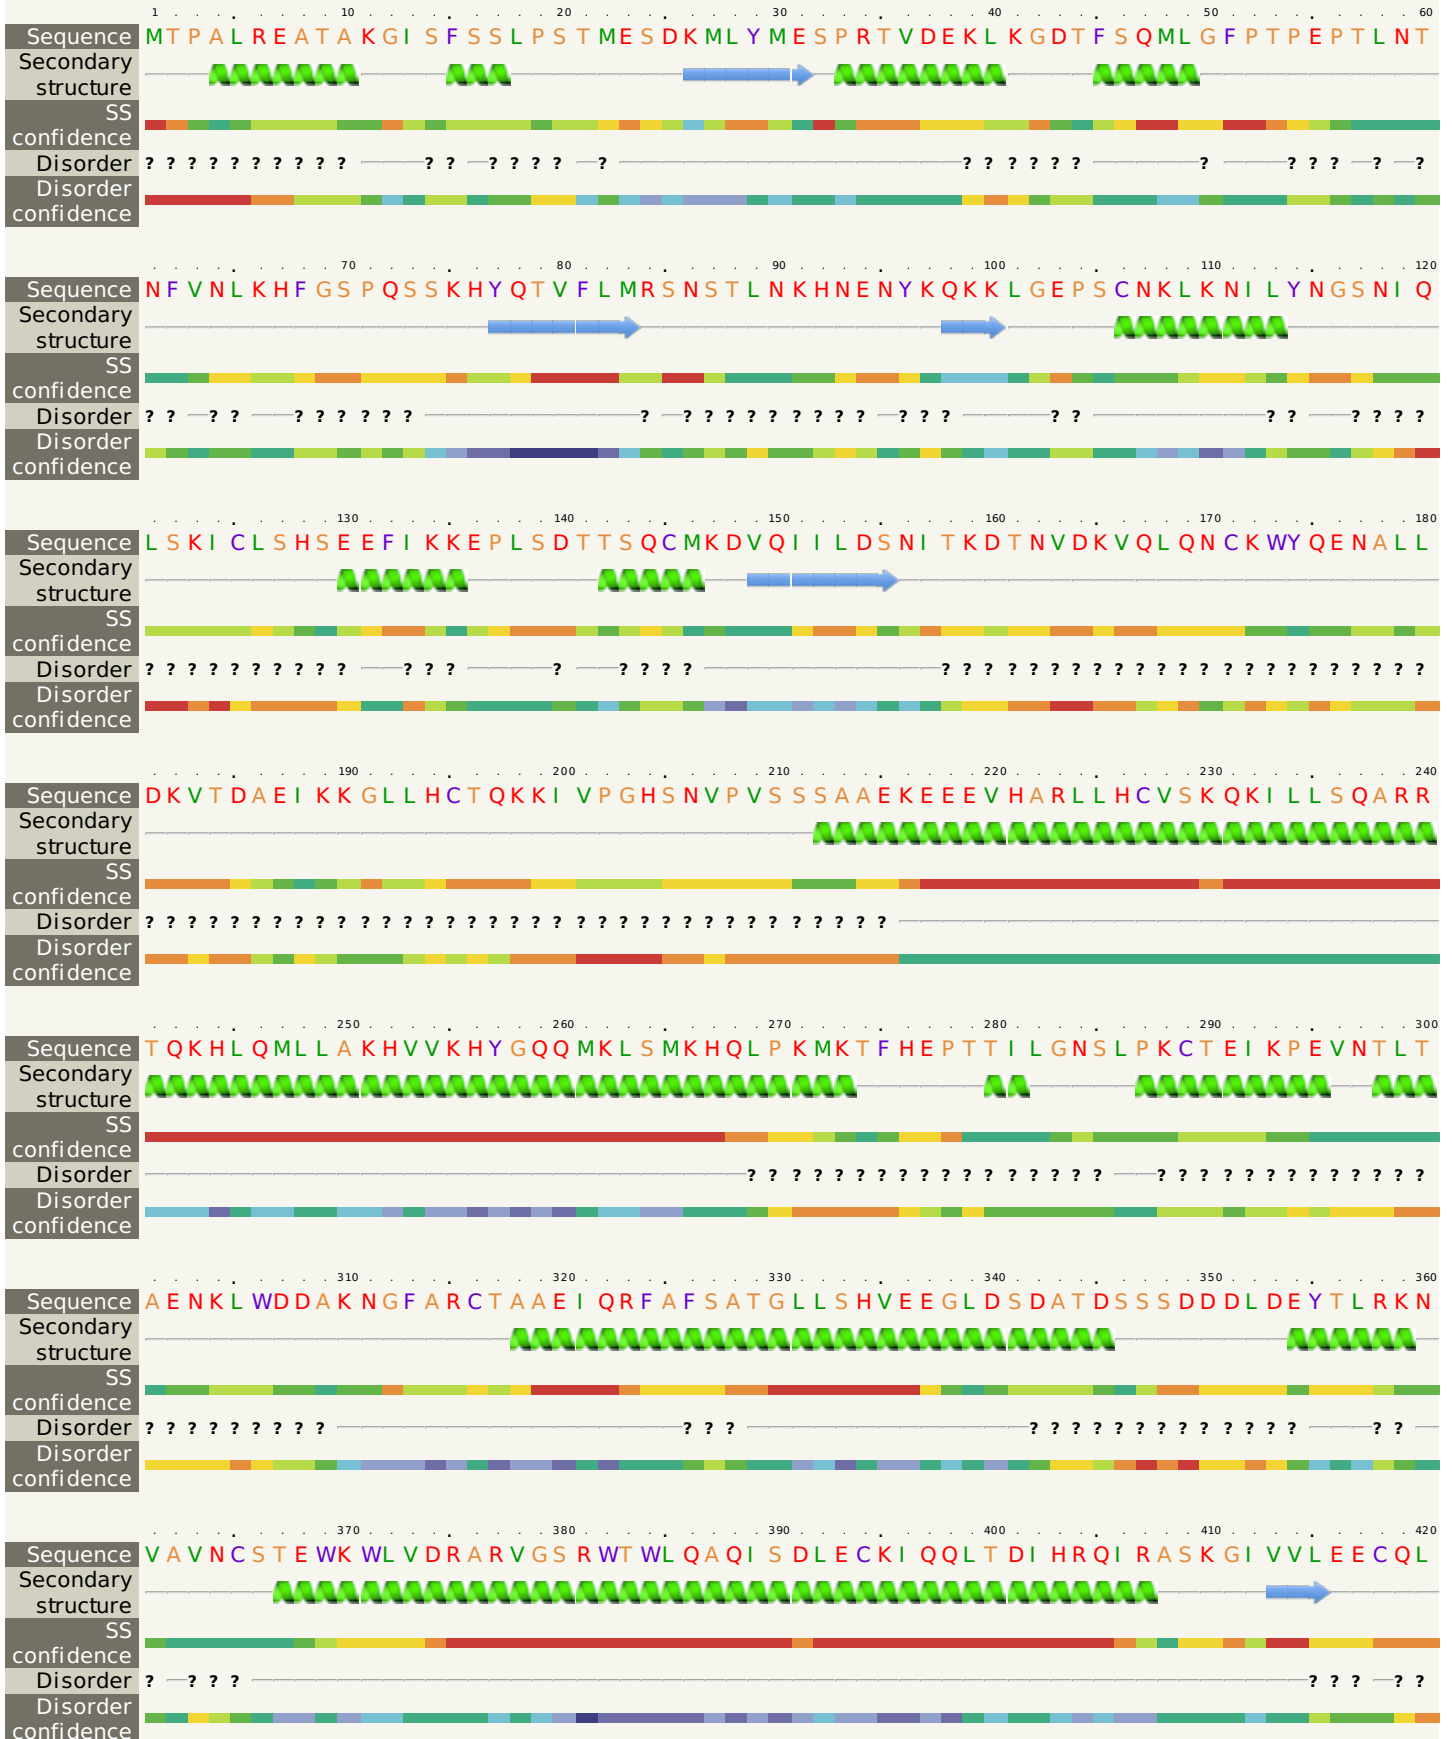 1 10 20 30 40 50 60
Sequence MTPALREATAKGISFSSLPSTMESDKMLYMESPRTVDEKLKGDTFSQMLGFPTPEPTLNT
Secondary
structure
SS
confidence
Disorder ? ? ? ? ? ? ? ? ? ? ? ? ? ? ? ? ? ? ? ? ? ? ? ? ? ? ? ? ?
Disorder
confidence
70 80 90 100 110 120
Sequence NFVNLKHFGSPQSSKHYQTVFLMRSNSTLNKHNENYKQKKLGEPSCNKLKNILYNGSNIQ
Secondary
structure
SS
confidence
Disorder ? ? ? ? ? ? ? ? ? ? ? ? ? ? ? ? ? ? ? ? ? ? ? ? ? ? ? ? ? ? ?
Disorder
confidence
130 140 150 160 170 180
Sequence LSKICLSHSEEFIKKEPLSDTTSQCMKDVQIILDSNITKDTNVDKVQLQNCKWYQENALL
Secondary
structure
SS
confidence
Disorder ? ? ? ? ? ? ? ? ? ? ? ? ? ? ? ? ? ? ? ? ? ? ? ? ? ? ? ? ? ? ? ? ? ? ? ? ? ? ? ? ?
Disorder
confidence
190 200 210 220 230 240
Sequence DKVTDAEIKKGLLHCTQKKIVPGHSNVPVSSSAAEKEEEVHARLLHCVSKQKILLSQARR
Secondary
structure
SS
confidence
Disorder ? ? ? ? ? ? ? ? ? ? ? ? ? ? ? ? ? ? ? ? ? ? ? ? ? ? ? ? ? ? ? ? ? ? ?
Disorder
confidence
250 260 270 280 290 300
Sequence TQKHLQMLLAKHVVKHYGQQMKLSMKHQLPKMKTFHEPTTILGNSLPKCTEIKPEVNTLT
Secondary
structure
SS
confidence
Disorder ? ? ? ? ? ? ? ? ? ? ? ? ? ? ? ? ? ? ? ? ? ? ? ? ? ? ? ? ? ?
Disorder
confidence
310 320 330 340 350 360
Sequence AENKLWDDAKNGFARCTAAEIQRFAFSATGLLSHVEEGLDSDATDSSSDDDLDEYTLRKN
Secondary
structure
SS
confidence
Disorder ? ? ? ? ? ? ? ? ? ? ? ? ? ? ? ? ? ? ? ? ? ? ? ? ? ? ?
Disorder
confidence
370 380 390 400 410 420
Sequence VAVNCSTEWKWLVDRARVGSRWTWLQAQISDLECKIQQLTDIHRQIRASKGIVVLEECQL
Secondary
structure
SS
confidence
Disorder ? ? ? ? ? ? ? ? ?
Disorder
confidence